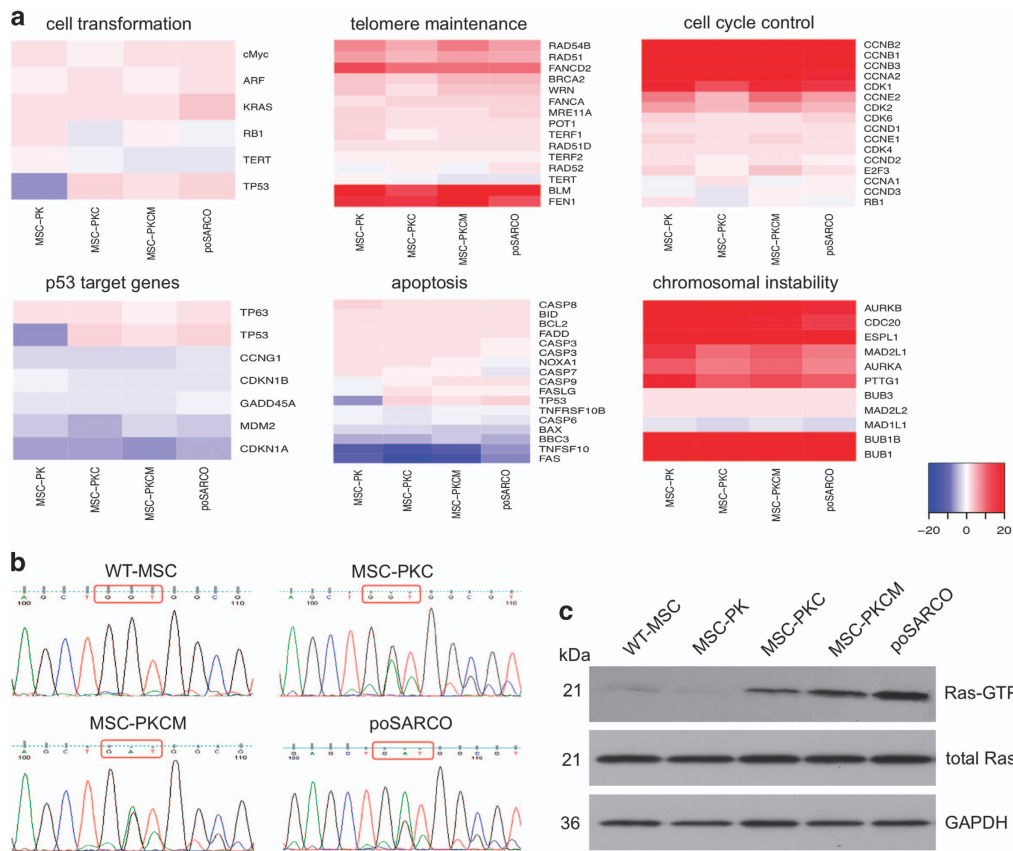 a
cell transformation
cMyc
ARF
KRAS
RB1
TERT
TP53
MSC-PK
MSC-PKC
MSC-PKCM
poSARCO
telomere maintenance
RAD54B
RAD51
FANCD2
BRCA2
WRN
FANCA
MRE11A
POT1
TERF1
RAD51D
TERF2
RAD52
TERT
BLM
FEN1
MSC-PK
MSC-PKC
MSC-PKCM
poSARCO
cell cycle control
CCNB2
CCNB1
CCNB3
CCNA2
CDK1
CCNE2
CDK2
CDK6
CCND1
CCNE1
CDK4
CCND2
E2F3
CCNA1
CCND3
RB1
MSC-PK
MSC-PKC
MSC-PKCM
poSARCO
p53 target genes
TP63
TP53
CCNG1
CDKN1B
GADD45A
MDM2
CDKN1A
MSC-PK
MSC-PKC
MSC-PKCM
poSARCO
apoptosis
CASP8
BID
BCL2
FADD
CASP3
CASP3
NOXA1
CASP7
CASP9
FASLG
TP53
TNFRSF10B
CASP6
BAX
BBC3
TNFSF10
FAS
MSC-PK
MSC-PKC
MSC-PKCM
poSARCO
chromosomal instability
AURKB
CDC20
ESPL1
MAD2L1
AURKA
PTTG1
BUB3
MAD2L2
MAD1L1
BUB1B
BUB1
MSC-PK
MSC-PKC
MSC-PKCM
poSARCO
-20 0 20
b
WT-MSC
A G C T G G T G G C G
100 110
MSC-PKC
A G C T G G T G G C G T
100 110
MSC-PKCM
A G C T G A T G G C G
100 110
poSARCO
G A G C T G A T G G C G T
100 110
c
WT-MSC MSC-PK MSC-PKC MSC-PKCM poSARCO
kDa
21 Ras-GTP
21 total Ras
36 GAPDH